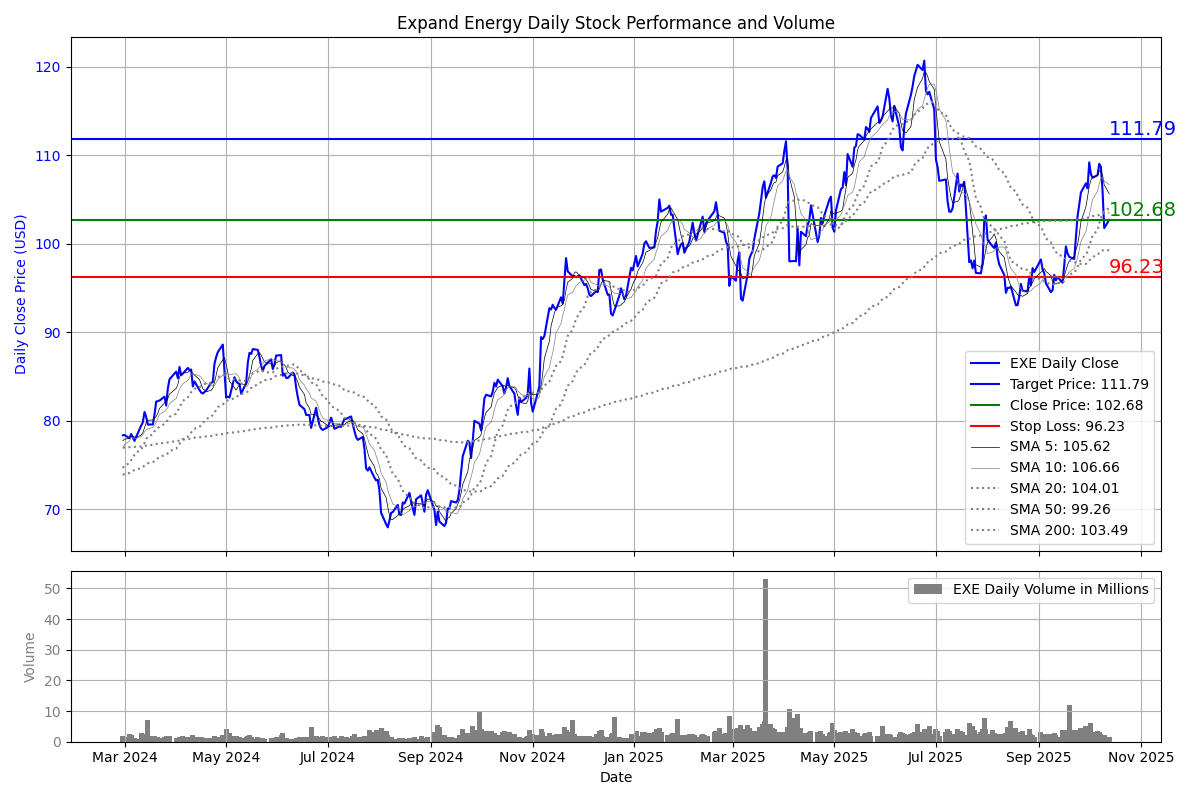 Expand Energy Daily Stock Performance and Volume
Daily Close Price (USD)
120
110
100
90
80
70
111.79
102.68
96.23
EXE Daily Close
Target Price: 111.79
Close Price: 102.68
Stop Loss: 96.23
SMA 5: 105.62
SMA 10: 106.66
SMA 20: 104.01
SMA 50: 99.26
SMA 200: 103.49
Volume
50
40
30
20
10
0
EXE Daily Volume in Millions
Mar 2024 May 2024 Jul 2024 Sep 2024 Nov 2024 Jan 2025 Mar 2025 May 2025 Jul 2025 Sep 2025 Nov 2025
Date